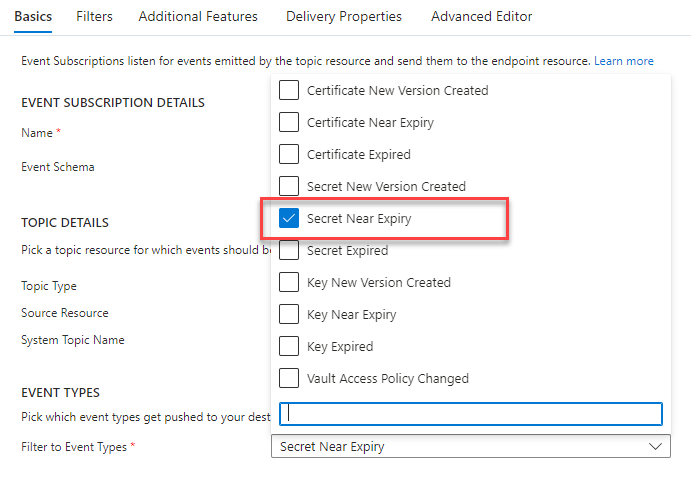 Basics Filters Additional Features Delivery Properties Advanced Editor
Event Subscriptions listen for events emitted by the topic resource and send them to the endpoint resource. Learn more
EVENT SUBSCRIPTION DETAILS
Name *
Event Schema
TOPIC DETAILS
Pick a topic resource for which events should b
Topic Type
Source Resource
System Topic Name
EVENT TYPES
Pick which event types get pushed to your dest
Filter to Event Types *
Certificate New Version Created
Certificate Near Expiry
Certificate Expired
Secret New Version Created
Secret Near Expiry
Secret Expired
Key New Version Created
Key Near Expiry
Key Expired
Vault Access Policy Changed
Secret Near Expiry